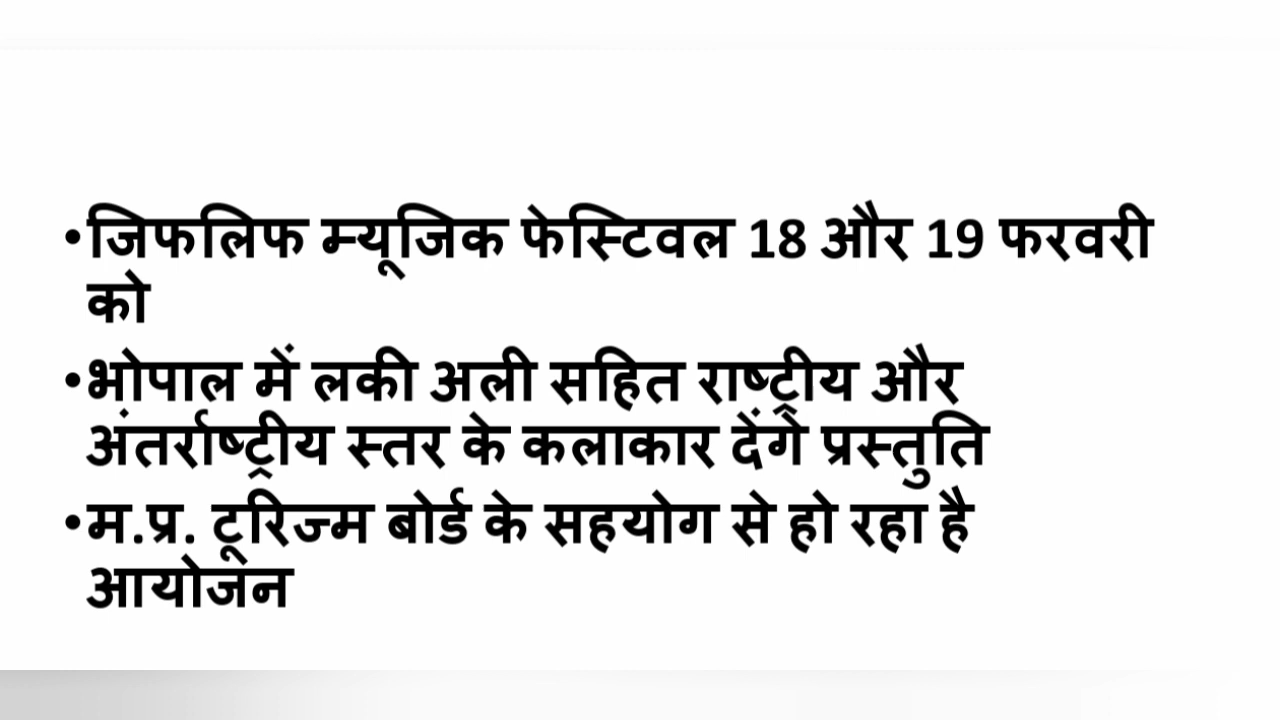 •जिफलिफ म्यूजिक फेस्टिवल 18 और 19 फरवरी
को
•भोपाल में लकी अली सहित राष्ट्रीय और
अंतर्राष्ट्रीय स्तर के कलाकार देंगे प्रस्तुति
•म.प्र. टूरिज्म बोर्ड के सहयोग से हो रहा है
आयोजन